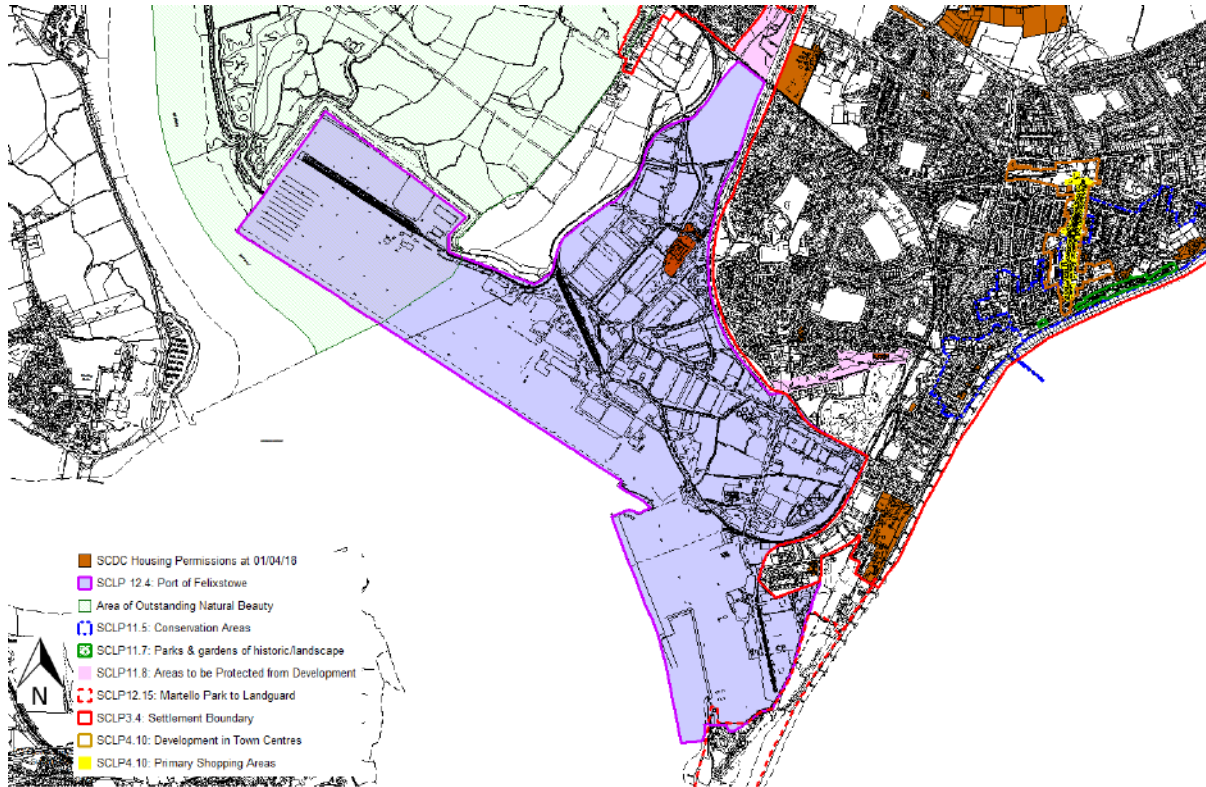 SCDC Housing Permissions at 01/04/18
SCLP 12.4: Port of Felixstowe
Area of Outstanding Natural Beauty
SCLP11.5: Conservation Areas
SCLP11.7: Parks & gardens of historic/landscape
SCLP11.8: Areas to be Protected from Development
SCLP12.15: Martello Park to Landguard
SCLP3.4: Settlement Boundary
SCLP4.10: Development in Town Centres
SCLP4.10: Primary Shopping Areas
N